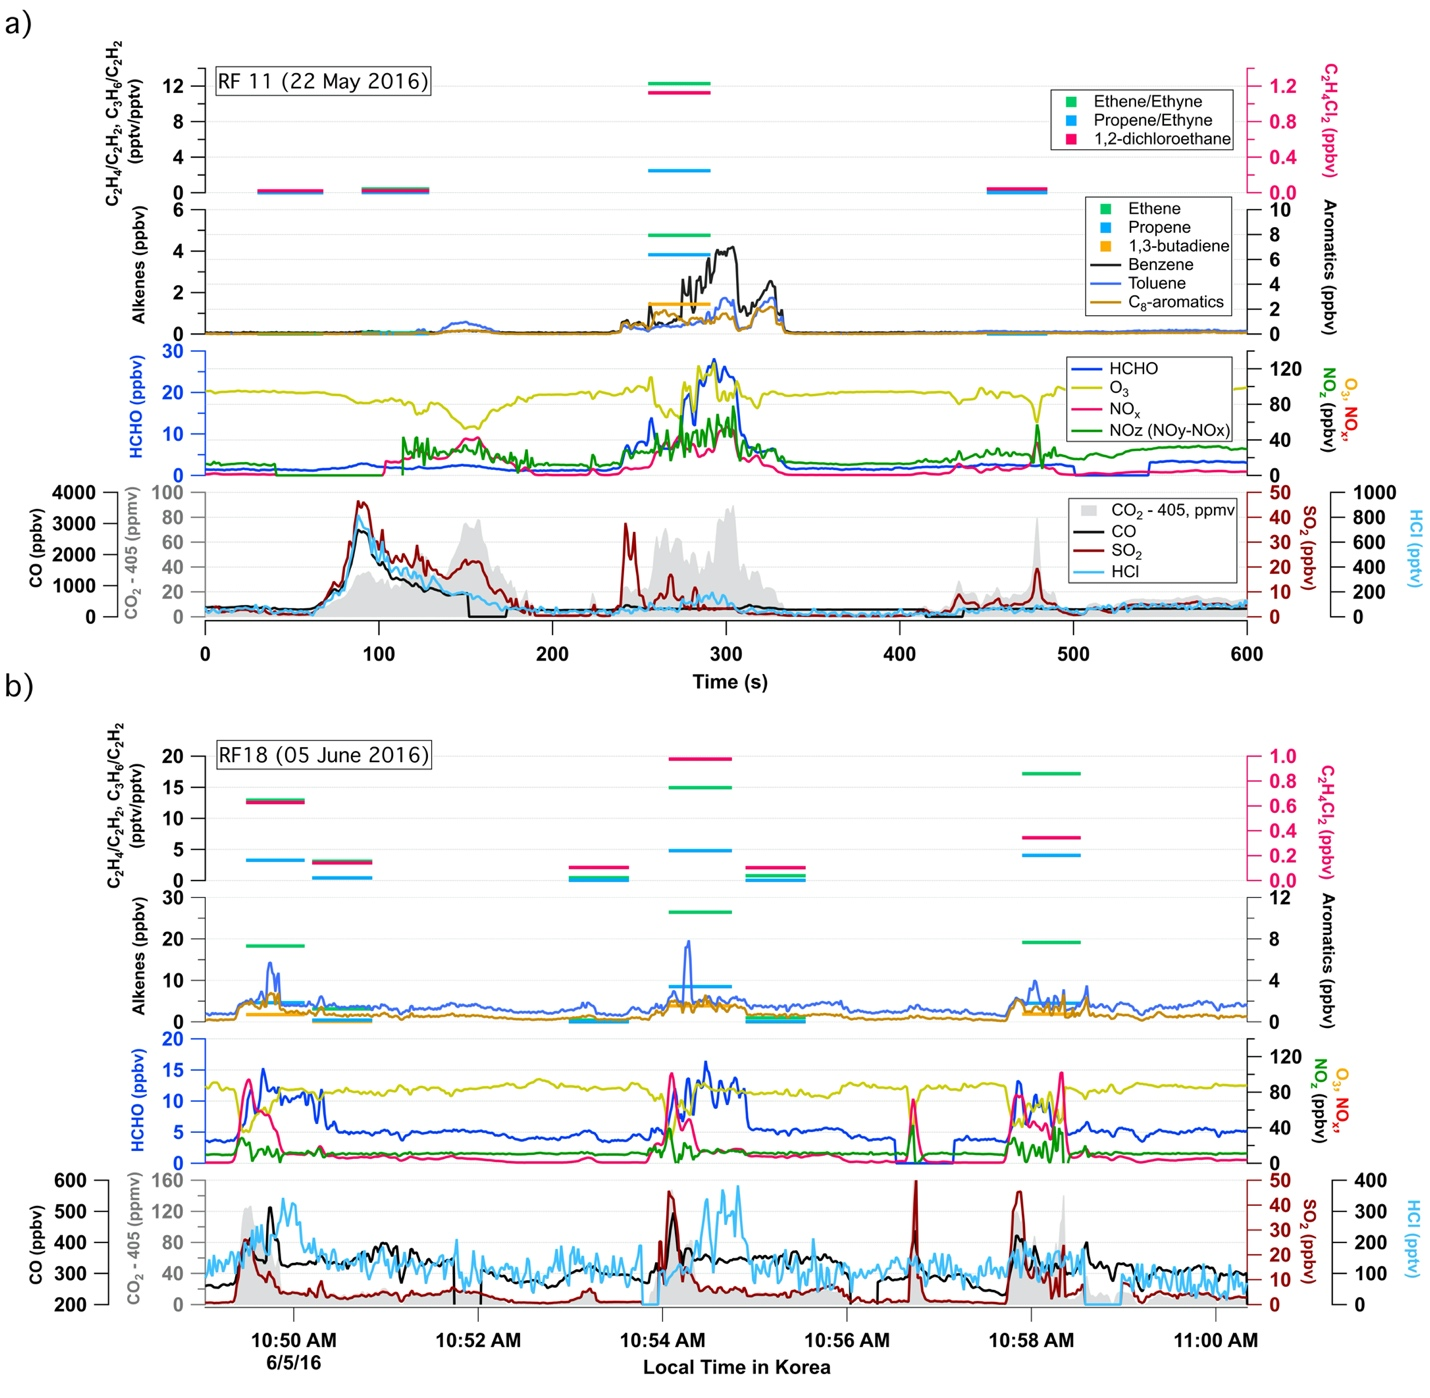 a)
RF 11 (22 May 2016)
C2H4/C2H2, C3H6/C2H2
(pptv/pptv)
12
8
4
0
1.2
0.8
0.4
0.0
C2H4Cl2 (ppbv)
Ethene/Ethyne
Propene/Ethyne
1,2-dichloroethane
Alkenes (ppbv)
6
4
2
0
10
8
6
4
2
0
Aromatics (ppbv)
Ethene
Propene
1,3-butadiene
Benzene
Toluene
C8-aromatics
HCHO (ppbv)
30
20
10
0
120
80
40
0
O3, NOx,
NOz (ppbv)
HCHO
O3
NOx
NOz (NOy-NOx)
CO (ppbv)
4000
3000
2000
1000
0
CO2 - 405 (ppmv)
100
80
60
40
20
0
50
40
30
20
10
0
SO2 (ppbv)
1000
800
600
400
200
0
HCl (pptv)
CO2 - 405, ppmv
CO
SO2
HCl
0 100 200 300 400 500 600
Time (s)
b)
RF18 (05 June 2016)
C2H4/C2H2, C3H6/C2H2
(pptv/pptv)
20
15
10
5
0
1.0
0.8
0.6
0.4
0.2
0.0
C2H4Cl2 (ppbv)
Alkenes (ppbv)
30
20
10
0
12
8
4
0
Aromatics (ppbv)
HCHO (ppbv)
20
15
10
5
0
120
80
40
0
O3, NOx,
NOz (ppbv)
CO (ppbv)
600
500
400
300
200
CO2 - 405 (ppmv)
160
120
80
40
0
50
40
30
20
10
0
SO2 (ppbv)
400
300
200
100
0
HCl (pptv)
10:50 AM 10:52 AM 10:54 AM 10:56 AM 10:58 AM 11:00 AM
6/5/16
Local Time in Korea